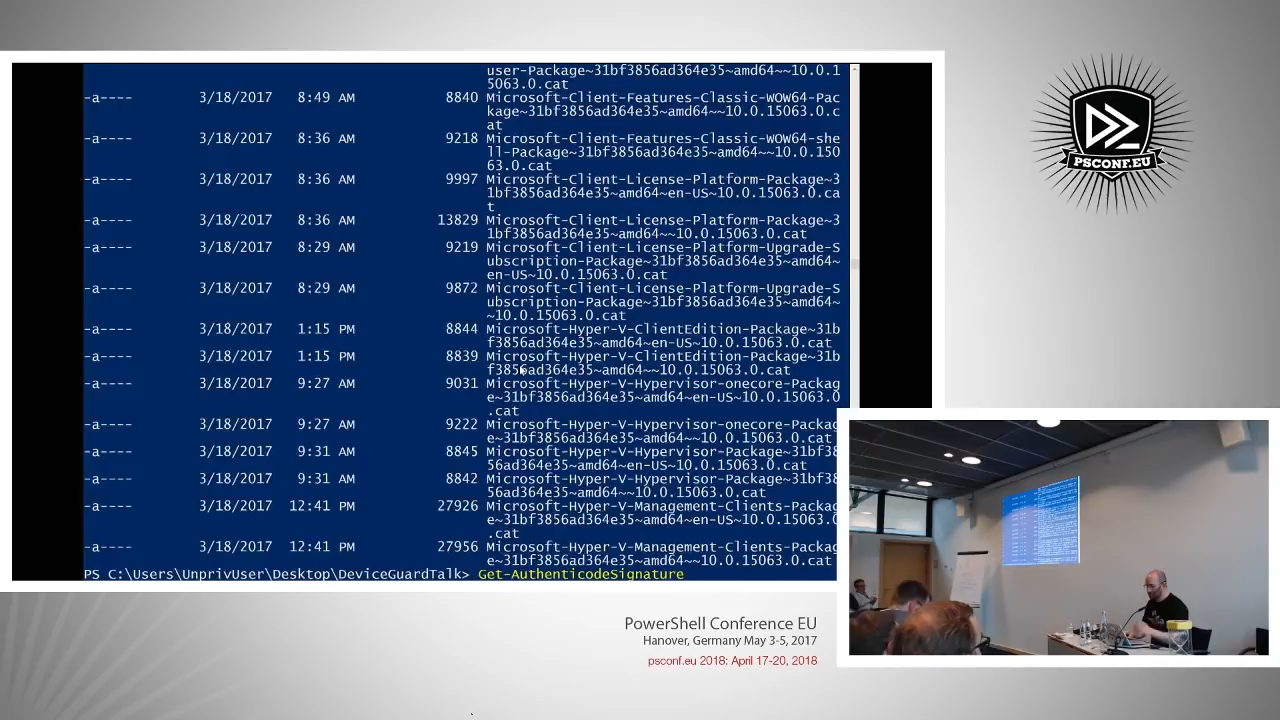 user-Package~31bf3856ad364e35~amd64~~10.0.1
5063.0.cat
-a---- 3/18/2017 8:49 AM 8840 Microsoft-Client-Features-Classic-WOW64-Pac
kage~31bf3856ad364e35~amd64~~10.0.15063.0.c
at
-a---- 3/18/2017 8:36 AM 9218 Microsoft-Client-Features-Classic-WOW64-she
ll-Package~31bf3856ad364e35~amd64~~10.0.150
63.0.cat
-a---- 3/18/2017 8:36 AM 9997 Microsoft-Client-License-Platform-Package~3
1bf3856ad364e35~amd64~en-US~10.0.15063.0.ca
t
-a---- 3/18/2017 8:36 AM 13829 Microsoft-Client-License-Platform-Package~3
1bf3856ad364e35~amd64~~10.0.15063.0.cat
-a---- 3/18/2017 8:29 AM 9219 Microsoft-Client-License-Platform-Upgrade-S
ubscription-Package~31bf3856ad364e35~amd64~
en-US~10.0.15063.0.cat
-a---- 3/18/2017 8:29 AM 9872 Microsoft-Client-License-Platform-Upgrade-S
ubscription-Package~31bf3856ad364e35~amd64~
~10.0.15063.0.cat
-a---- 3/18/2017 1:15 PM 8844 Microsoft-Hyper-V-ClientEdition-Package~31b
f3856ad364e35~amd64~en-US~10.0.15063.0.cat
-a---- 3/18/2017 1:15 PM 8839 Microsoft-Hyper-V-ClientEdition-Package~31b
f3856ad364e35~amd64~~10.0.15063.0.cat
-a---- 3/18/2017 9:27 AM 9031 Microsoft-Hyper-V-Hypervisor-onecore-Packag
e~31bf3856ad364e35~amd64~en-US~10.0.15063.0
.cat
-a---- 3/18/2017 9:27 AM 9222 Microsoft-Hyper-V-Hypervisor-onecore-Packag
e~31bf3856ad364e35~amd64~~10.0.15063.0.cat
-a---- 3/18/2017 9:31 AM 8845 Microsoft-Hyper-V-Hypervisor-Package~31bf38
56ad364e35~amd64~en-US~10.0.15063.0.cat
-a---- 3/18/2017 9:31 AM 8842 Microsoft-Hyper-V-Hypervisor-Package~31bf38
56ad364e35~amd64~~10.0.15063.0.cat
-a---- 3/18/2017 12:41 PM 27926 Microsoft-Hyper-V-Management-Clients-Packag
e~31bf3856ad364e35~amd64~en-US~10.0.15063.0
.cat
-a---- 3/18/2017 12:41 PM 27956 Microsoft-Hyper-V-Management-Clients-Packag
e~31bf3856ad364e35~amd64~~10.0.15063.0.cat
PS C:\Users\UnprivUser\Desktop\DeviceGuardTalk> Get-AuthenticodeSignature
PSCONF.EU
PowerShell Conference EU
Hanover, Germany May 3-5, 2017
psconf.eu 2018: April 17-20, 2018